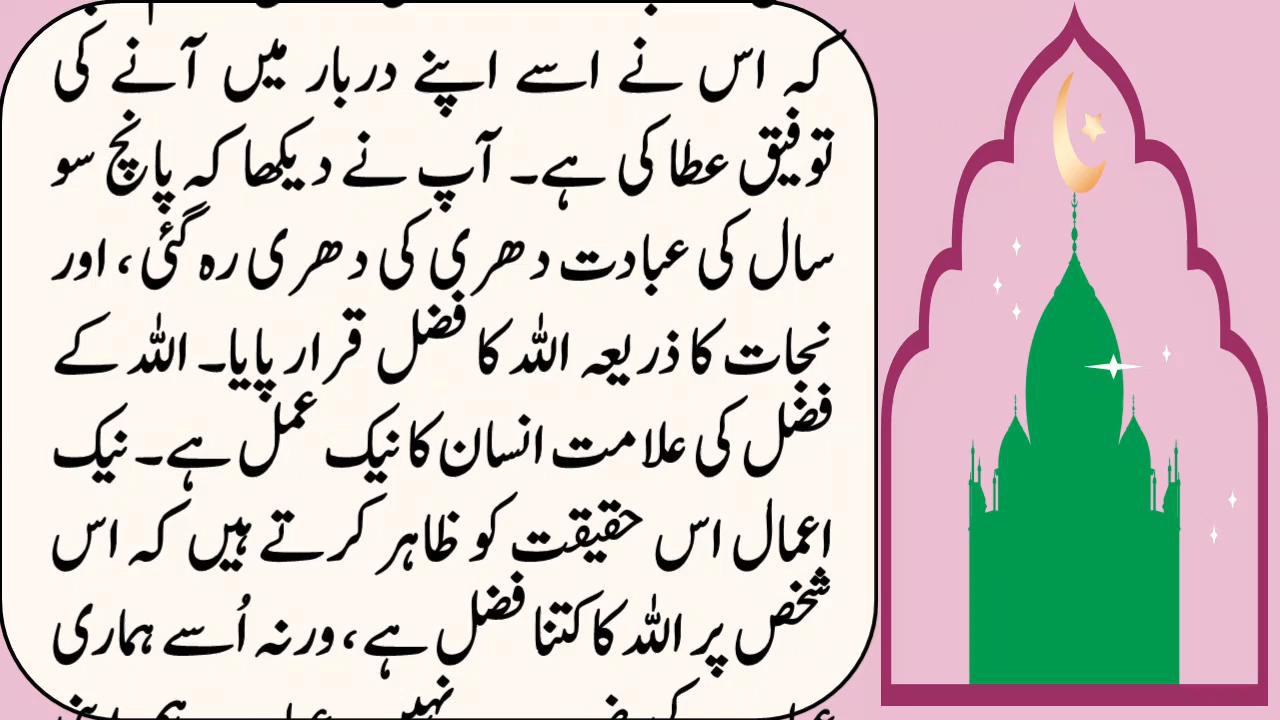 کہ اس نے اسے اپنے دربار میں آنے کی
توفیق عطا کی ہے۔ آپ نے دیکھا کہ پانچ سو
سال کی عبادت دھری کی دھری رہ گئی، اور
نجات کا ذریعہ اللہ کا فضل قرار پایا۔ اللہ کے
فضل کی علامت انسان کا نیک عمل ہے۔ نیک
اعمال اس حقیقت کو ظاہر کرتے ہیں کہ اس
شخص پر اللہ کا کتنا فضل ہے، ورنہ اُسے ہماری
نہیں